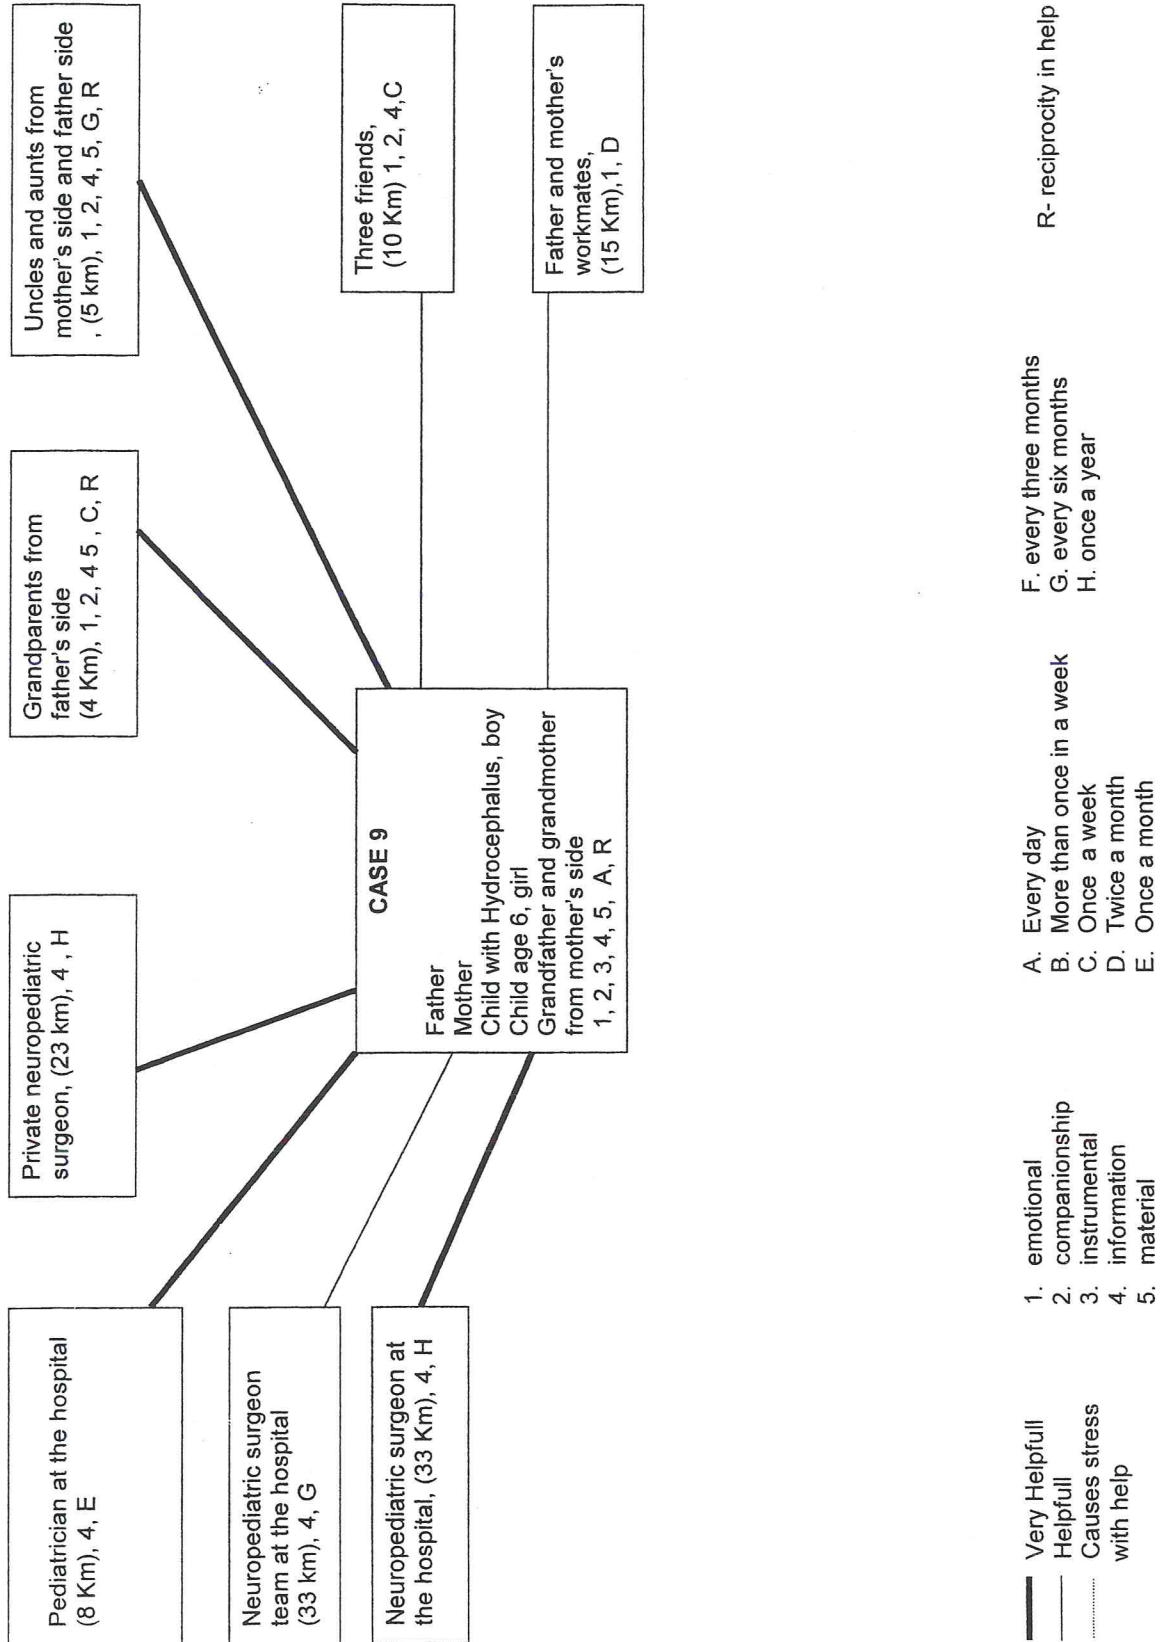 Pediatrician at the hospital
(8 Km), 4, E
Private neuropediatric
surgeon, (23 km), 4 , H
Grandparents from
father's side
(4 Km), 1, 2, 4 5 , C, R
Uncles and aunts from
mother's side and father side
, (5 km), 1, 2, 4, 5, G, R
Neuropediatric surgeon
team at the hospital
(33 km), 4, G
Neuropediatric surgeon at
the hospital, (33 Km), 4, H
CASE 9
Father
Mother
Child with Hydrocephalus, boy
Child age 6, girl
Grandfather and grandmother
from mother's side
1, 2, 3, 4, 5, A, R
Three friends,
(10 Km) 1, 2, 4,C
Father and mother's
workmates,
(15 Km),1, D
Very Helpfull
Helpfull
Causes stress
with help
1. emotional
2. companionship
3. instrumental
4. information
5. material
A. Every day
B. More than once in a week
C. Once a week
D. Twice a month
E. Once a month
F. every three months
G. every six months
H. once a year
R- reciprocity in help